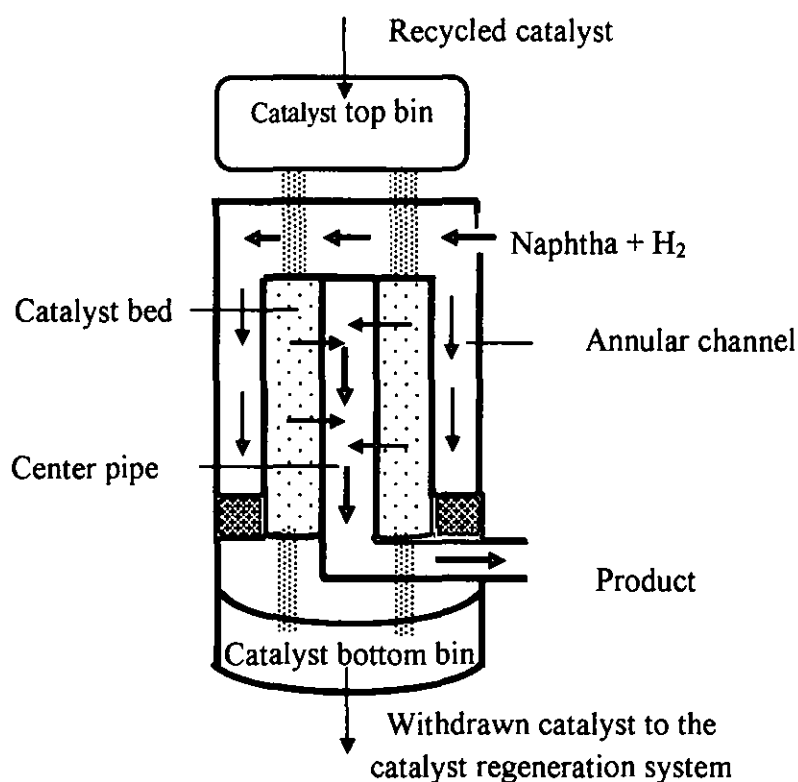 Recycled catalyst
Catalyst top bin
Naphtha + H₂
Catalyst bed
Annular channel
Center pipe
Product
Catalyst bottom bin
Withdrawn catalyst to the
catalyst regeneration system